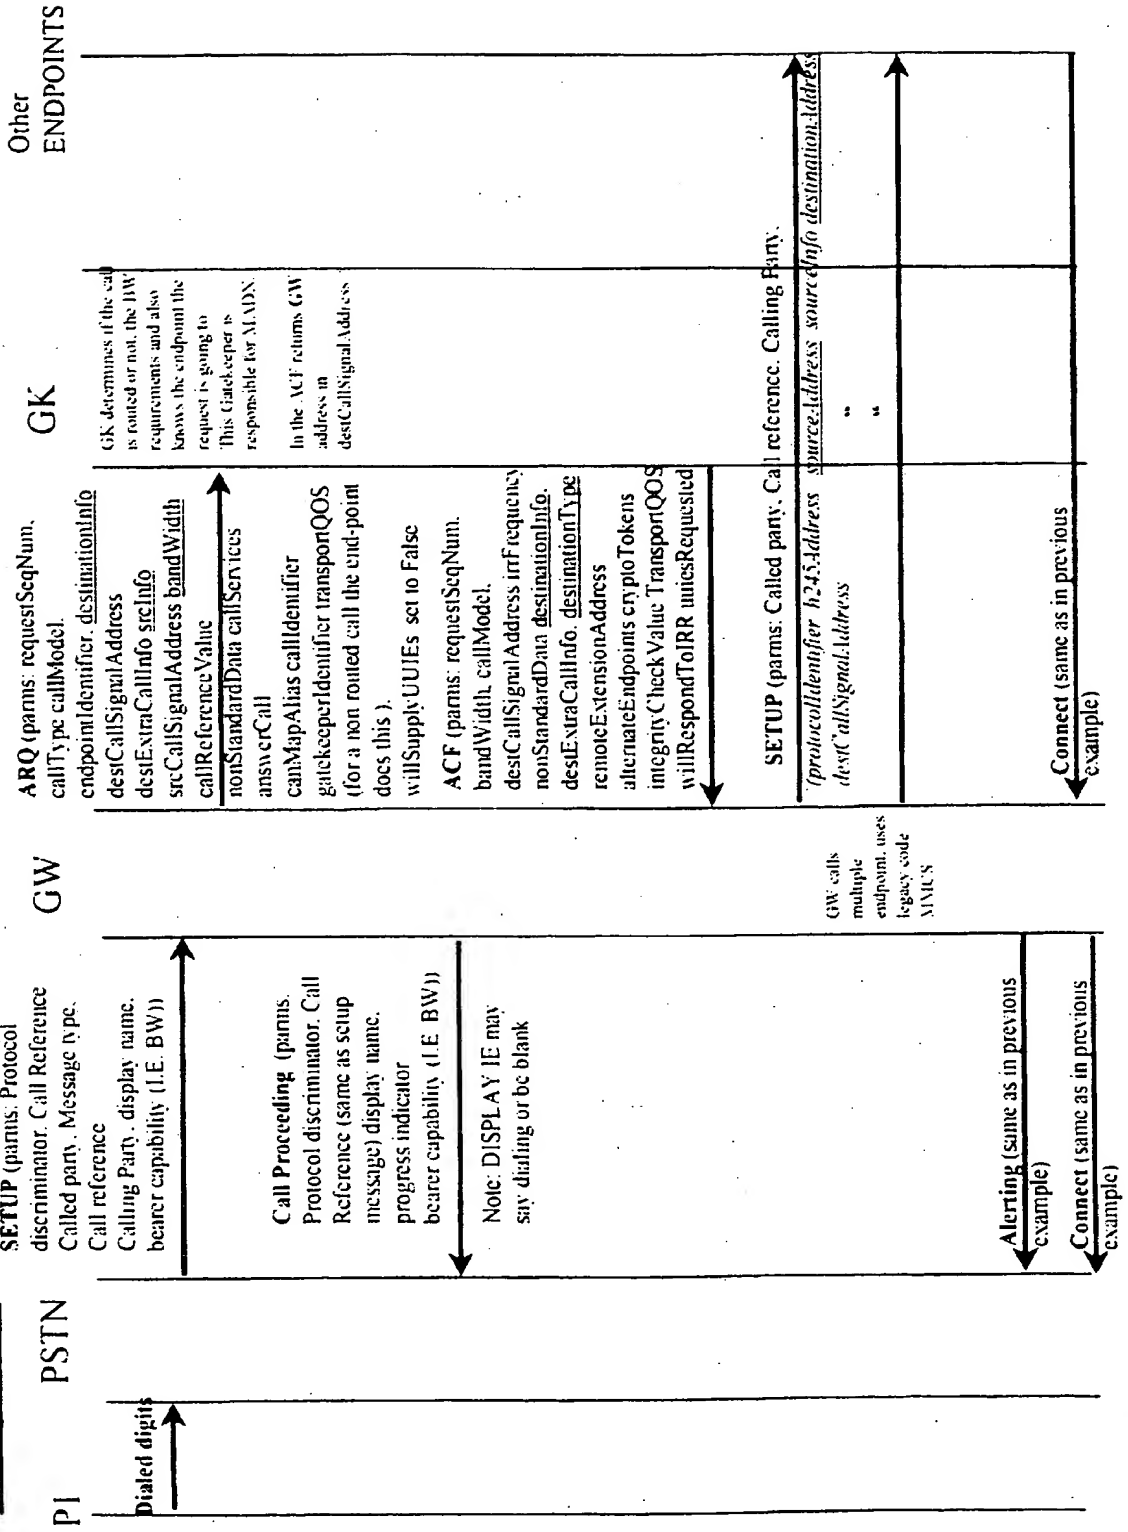 P1
PSTN
GW
GK
Other
ENDPOINTS
Dialed digits
SETUP (parms: Protocol
discriminator. Call Reference
Called party. Message type.
Call reference
Calling Party. display name.
bearer capability (I.E. BW))
Call Proceeding (parms.
Protocol discriminator. Call
Reference (same as setup
message) display name.
progress indicator
bearer capability (I.E. BW))
Note: DISPLAY IE may
say dialing or be blank
Alerting (same as in previous
example)
Connect (same as in previous
example)
GW calls
multiple
endpoint. uses
legacy code
ARQ (parms: requestSeqNum.
callType callModel.
endpointIdentifier. destinationInfo
destCallSignalAddress
destExtraCallInfo srcInfo
srcCallSignalAddress bandWidth
callReferenceValue
nonStandardData callServices
answerCall
canMapAlias callIdentifier
gatekeeperIdentifier transportQOS
(for a non routed call the end-point
does this ).
willSupplyUUIEs set to False
ACF (parms: requestSeqNum.
bandWidth. callModel.
destCallSignalAddress irrFrequency
nonStandardData destinationInfo.
destExtraCallInfo. destinationType
remoteExtensionAddress
alternateEndpoints cryptoTokens
integrityCheckValue TransportQOS
willRespondToIRR uuiesRequested
GK determines if the call
is routed or not. the BW
requirements and also
knows the endpoint the
request is going to
This Gatekeeper is
responsible for MADN.
In the ACF returns GW
address in
destCallSignalAddress
SETUP (parms: Called party. Call reference. Calling Party.
(protocolIdentifier h245Address sourceAddress sourceInfo destinationAddress
destCallSignalAddress
"
"
Connect (same as in previous
example)